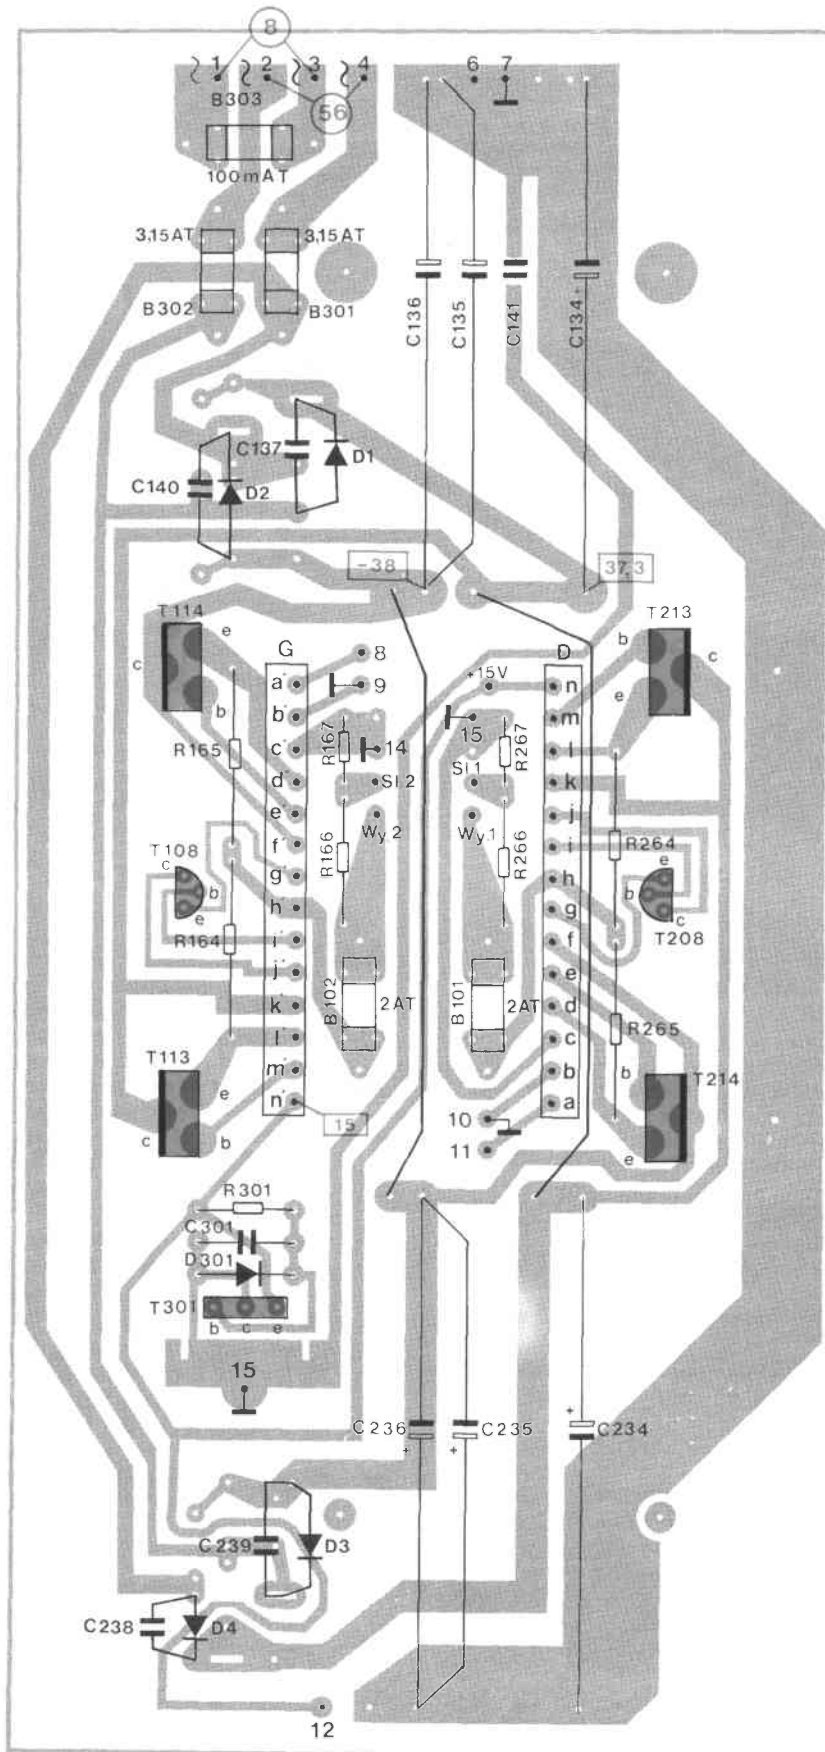 8
1 2 3 4 6 7
B303
56
100mAT
3,15AT 3,15AT
B302 B301
C136 C135 C141 C134 +
C137 D1
C140 D2
-38 37,3
T114 T213
e G D b
c 8 +15V c
a' n
b' 9 m e
b c' R167 14 15 R267 l
R165 d' Sl.2 Sl.1 k
e' j
f' Wy.2 Wy.1 i R264
T108 R166 R266
c g' h e
b h' g b
e f T208 c
R164 i' e
j' B102 2AT B101 2AT d
k' c R265
l' b b
T113 m' a T214
e n' 10
c b 15 11 e
R301
C301
D301
T301
b c e
15
C236 C235 C234
+ + +
C239 D3
C238 D4
12